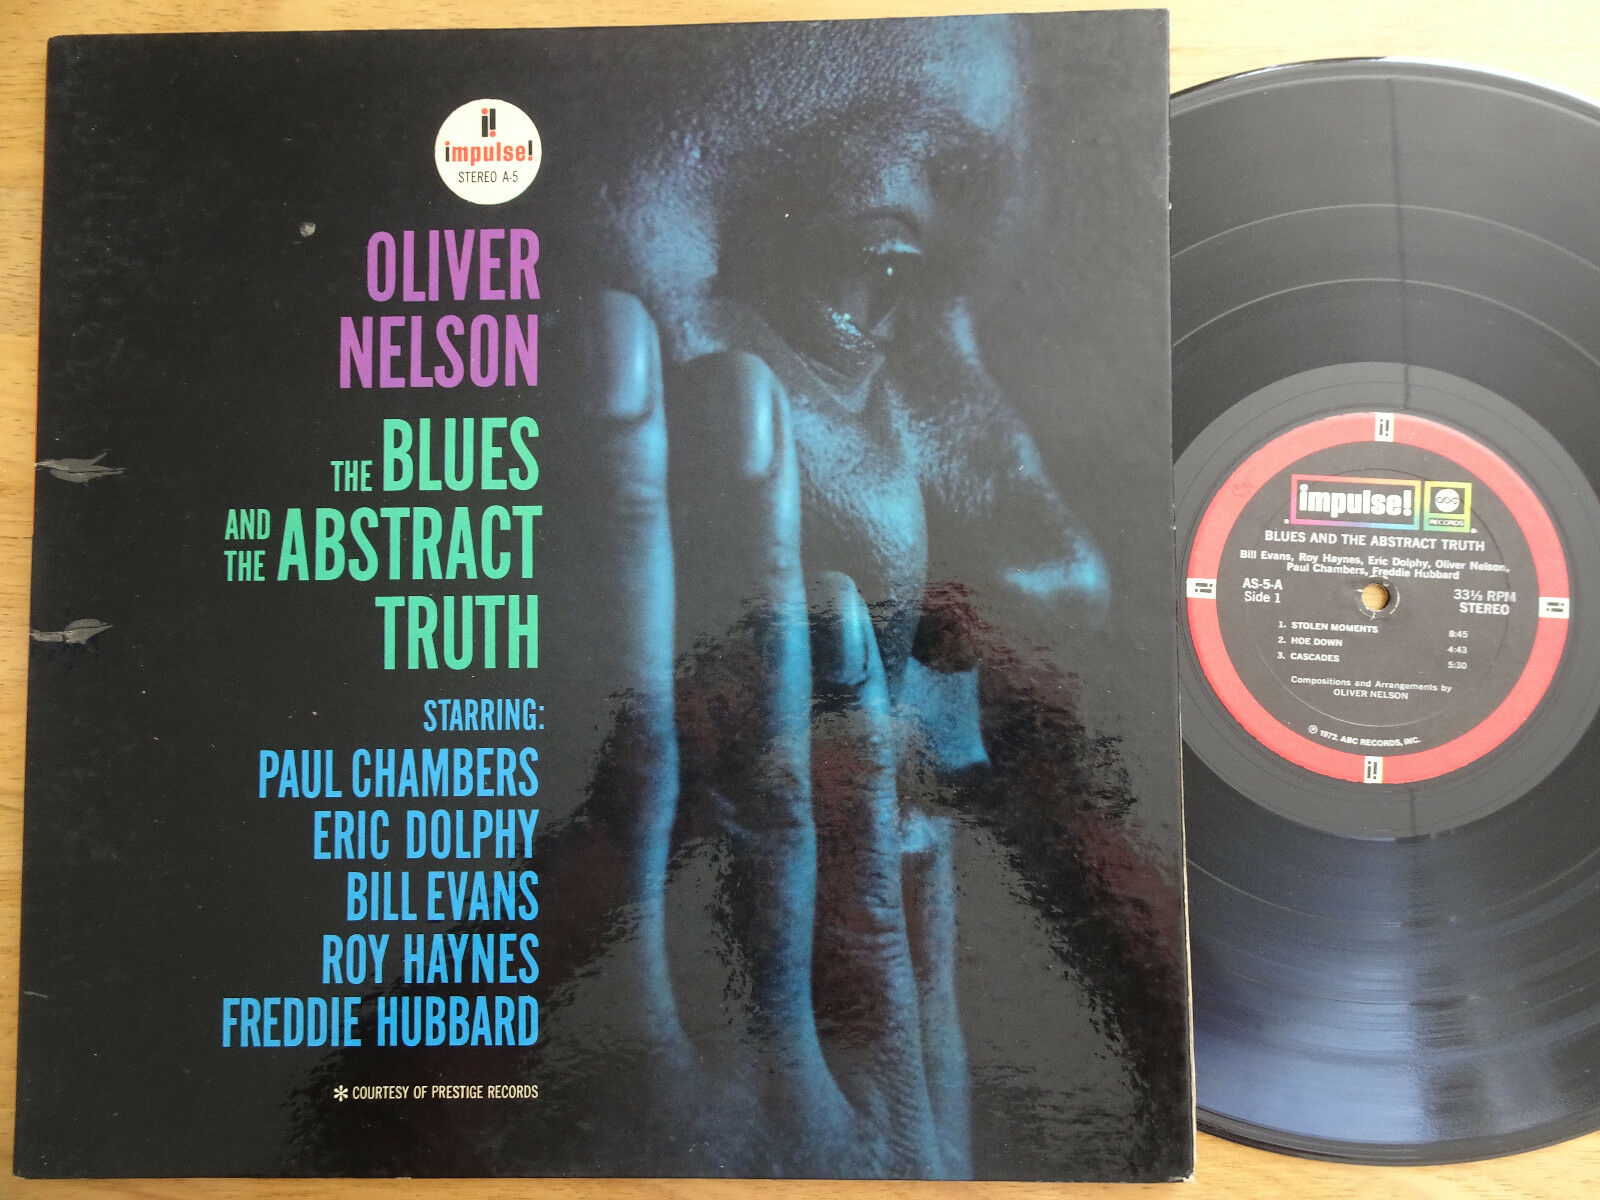 i!
impulse!
STEREO A-5
OLIVER
NELSON
THE BLUES
AND THE ABSTRACT
TRUTH
STARRING:
PAUL CHAMBERS
ERIC DOLPHY
BILL EVANS
ROY HAYNES
FREDDIE HUBBARD
* COURTESY OF PRESTIGE RECORDS
i!
impulse! abc RECORDS
BLUES AND THE ABSTRACT TRUTH
Bill Evans, Roy Haynes, Eric Dolphy, Oliver Nelson,
Paul Chambers, Freddie Hubbard
AS-5-A 33⅓ RPM
Side 1 STEREO
i! i!
1. STOLEN MOMENTS 8:45
2. HOE DOWN 4:43
3. CASCADES 5:30
Compositions and Arrangements by
OLIVER NELSON
℗ 1972, ABC RECORDS, INC.
i!